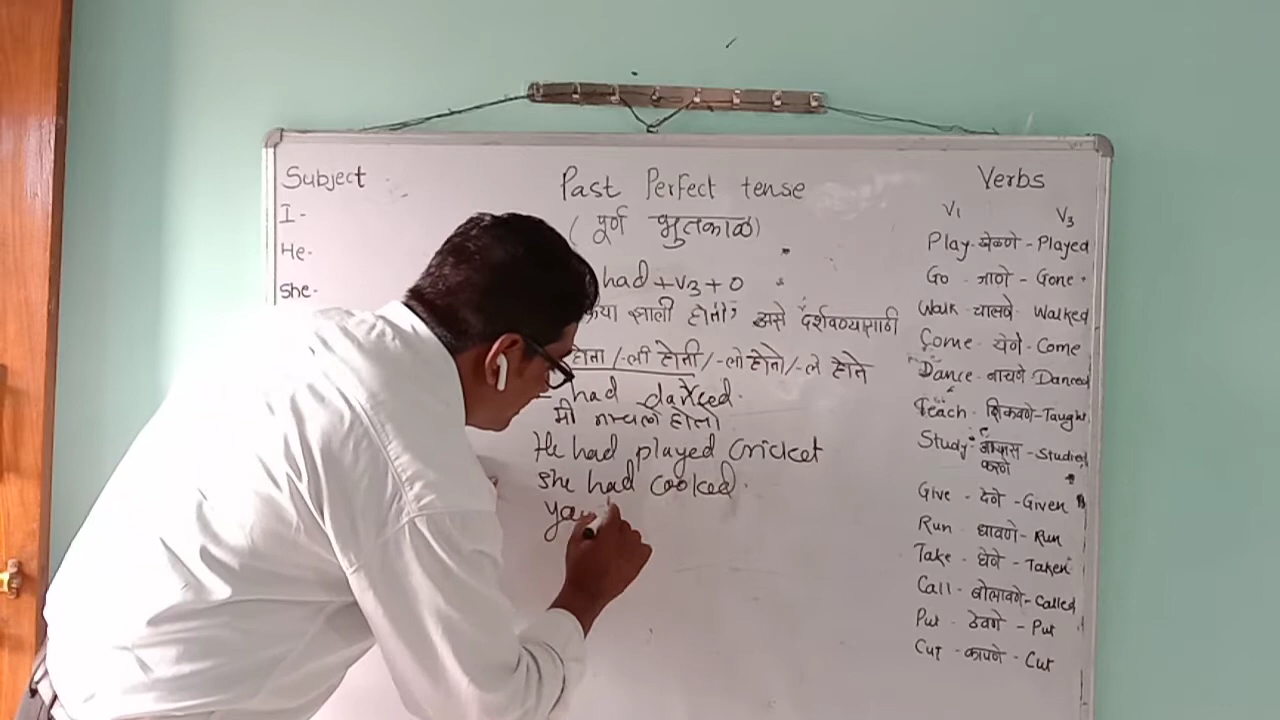 Subject
I-
He-
She-
Past Perfect tense
(पूर्ण भुतकाळ)
had + V3 + O
क्रिया झाली होती", असे दर्शवण्यासाठी
होता /-ली होती /-लो होतो /-ले होते
I had danced.
मी नाचलो होतो
He had played Cricket
She had cooked.
You
Verbs
V1 V3
Play - खेळणे - Played
Go - जाणे - Gone
Walk - चालणे - Walked
Come - येणे - Come
Dance - नाचणे - Danced
Teach - शिकवणे - Taught
Study - अभ्यास करणे - Studied
Give - देणे - Given
Run - धावणे - Run
Take - घेणे - Taken
Call - बोलावणे - Called
Put - ठेवणे - Put
Cut - कापणे - Cut